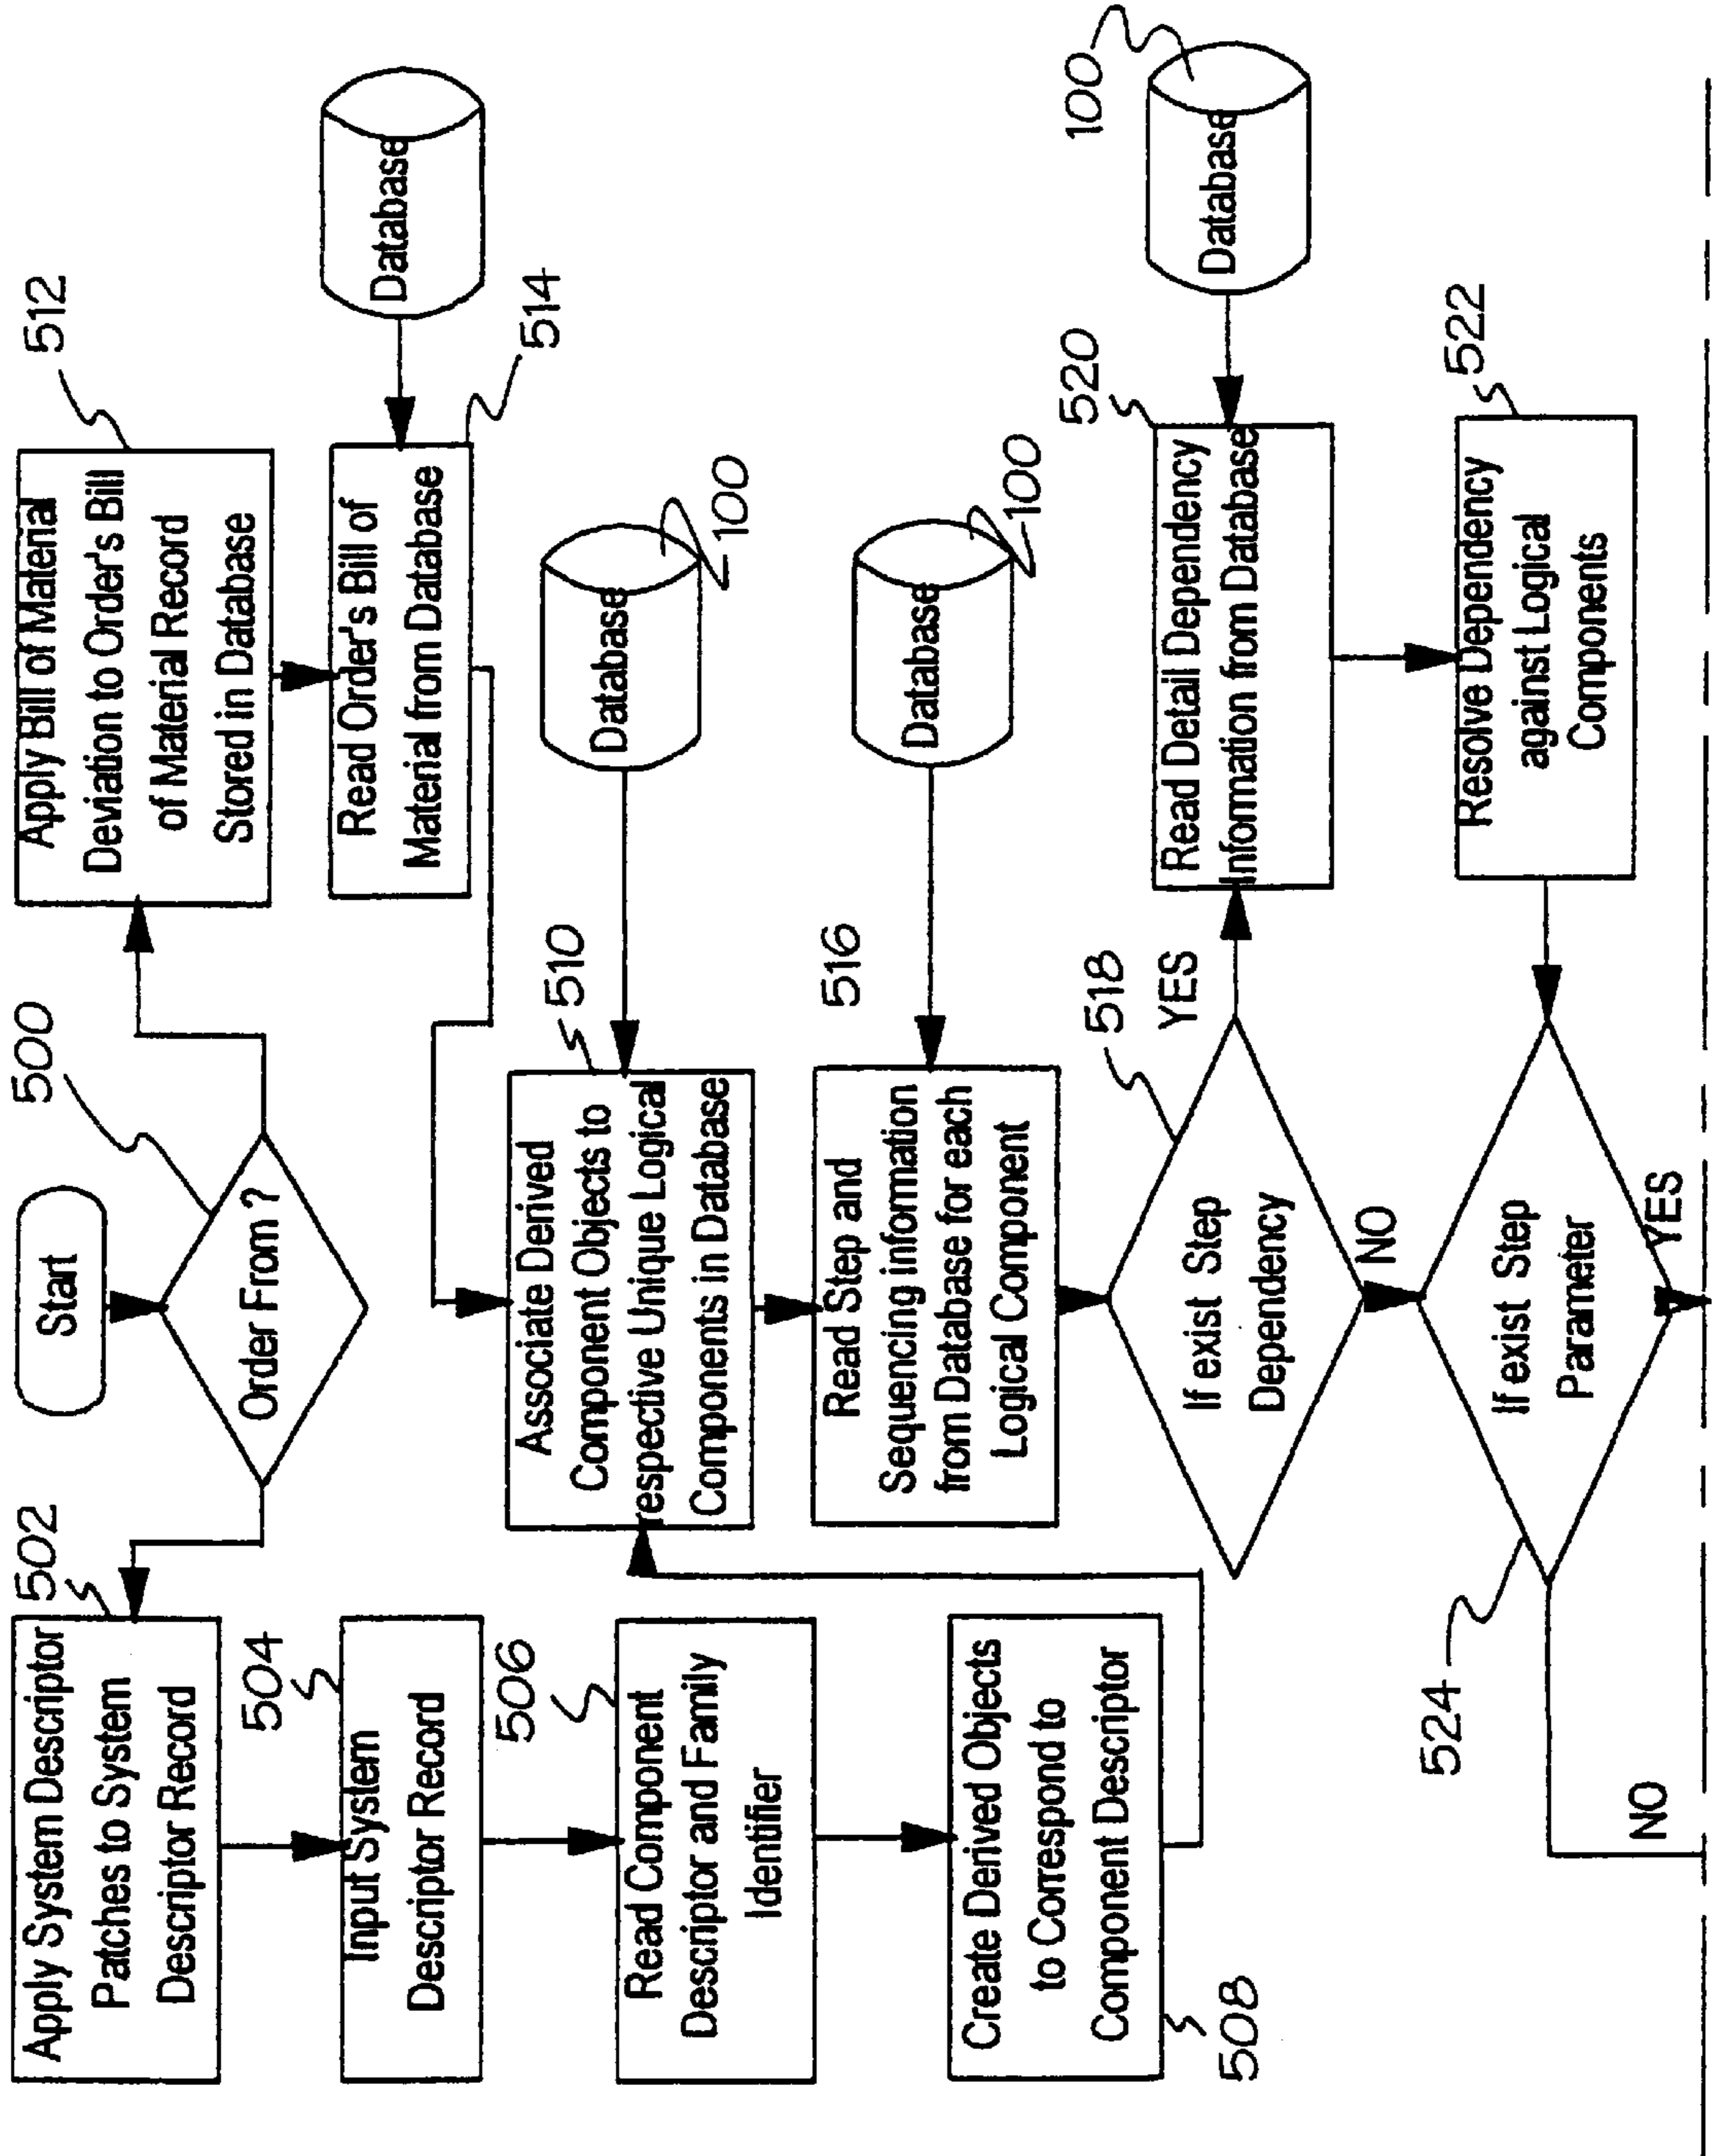 Start
500
Order From ?
502
Apply System Descriptor
Patches to System
Descriptor Record
504
Input System
Descriptor Record
506
Read Component
Descriptor and Family
Identifier
Create Derived Objects
to Correspond to
Component Descriptor
508
512
Apply Bill of Material
Deviation to Order's Bill
of Material Record
Stored in Database
514
Read Order's Bill of
Material from Database
Database
510
Associate Derived
Component Objects to
respective Unique Logical
Components in Database
Database
100
516
Read Step and
Sequencing Information
from Database for each
Logical Component
Database
100
518
If exist Step
Dependency
YES
NO
520
Read Detail Dependency
Information from Database
Database
100
522
Resolve Dependency
against Logical
Components
524
If exist Step
Parameter
NO
YES